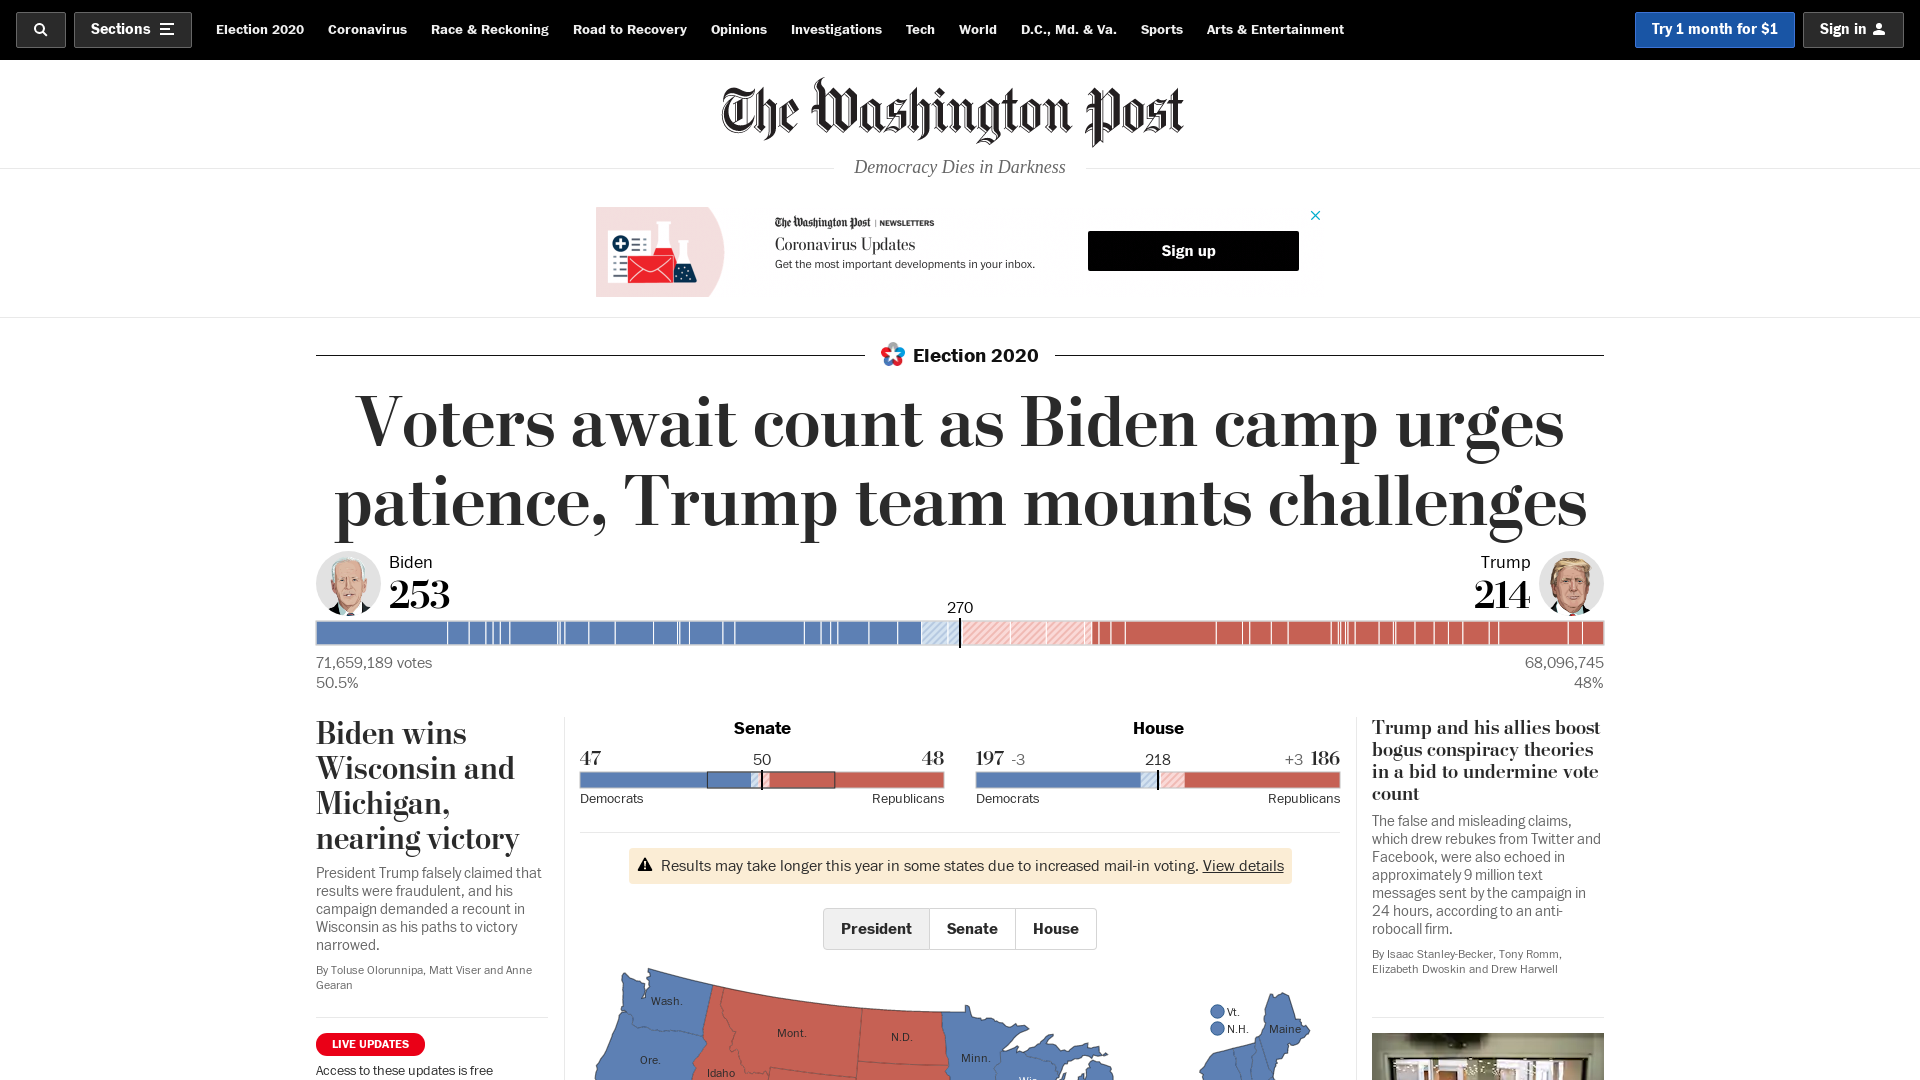 Sections
Election 2020
Coronavirus
Race & Reckoning
Road to Recovery
Opinions
Investigations
Tech
World
D.C., Md. & Va.
Sports
Arts & Entertainment
Try 1 month for $1
Sign in
The Washington Post
Democracy Dies in Darkness
The Washington Post | NEWSLETTERS
Coronavirus Updates
Get the most important developments in your inbox.
Sign up
Election 2020
Voters await count as Biden camp urges
patience, Trump team mounts challenges
Biden
253
270
Trump
214
71,659,189 votes
50.5%
68,096,745
48%
Biden wins
Wisconsin and
Michigan,
nearing victory
President Trump falsely claimed that
results were fraudulent, and his
campaign demanded a recount in
Wisconsin as his paths to victory
narrowed.
By Toluse Olorunnipa, Matt Viser and Anne
Gearan
LIVE UPDATES
Access to these updates is free
Senate
47
50
48
Democrats
Republicans
House
197 -3
218
+3 186
Democrats
Republicans
Results may take longer this year in some states due to increased mail-in voting. View details
President
Senate
House
Wash.
Mont.
N.D.
Minn.
Ore.
Idaho
Wis.
Vt.
N.H.
Maine
Trump and his allies boost
bogus conspiracy theories
in a bid to undermine vote
count
The false and misleading claims,
which drew rebukes from Twitter and
Facebook, were also echoed in
approximately 9 million text
messages sent by the campaign in
24 hours, according to an anti-
robocall firm.
By Isaac Stanley-Becker, Tony Romm,
Elizabeth Dwoskin and Drew Harwell